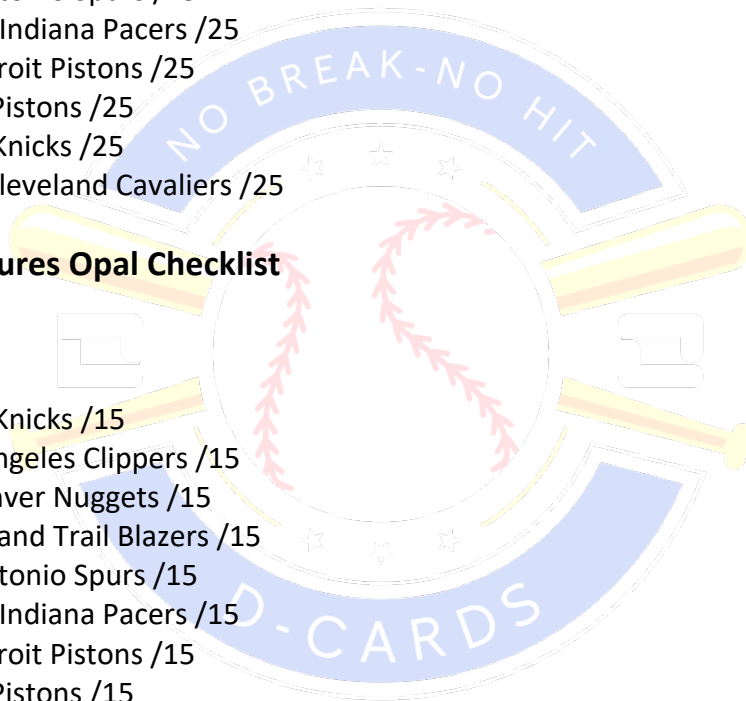 Indiana Pacers /25
roit Pistons /25
Pistons /25
Knicks /25
leveland Cavaliers /25
NO BREAK-NO HIT
ures Opal Checklist
Knicks /15
ngeles Clippers /15
ver Nuggets /15
and Trail Blazers /15
tonio Spurs /15
Indiana Pacers /15
D-CARDS
roit Pistons /15
Pistons /15